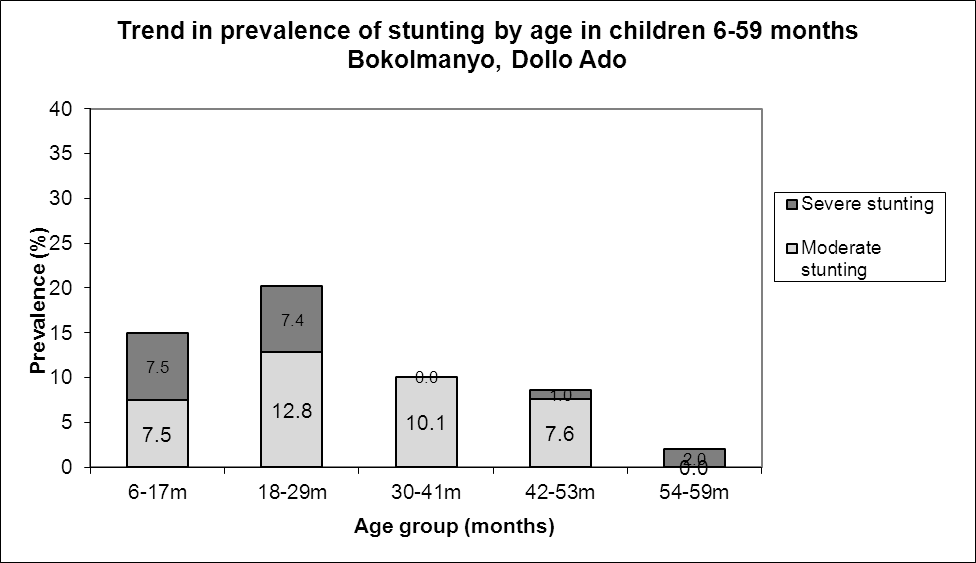 Trend in prevalence of stunting by age in children 6-59 months
Bokolmanyo, Dollo Ado
40
35
30
25
20
15
10
5
0
Prevalence (%)
7.5
7.5
7.4
12.8
0.0
10.1
1.0
7.6
2.0
0.0
6-17m
18-29m
30-41m
42-53m
54-59m
Age group (months)
Severe stunting
Moderate
stunting